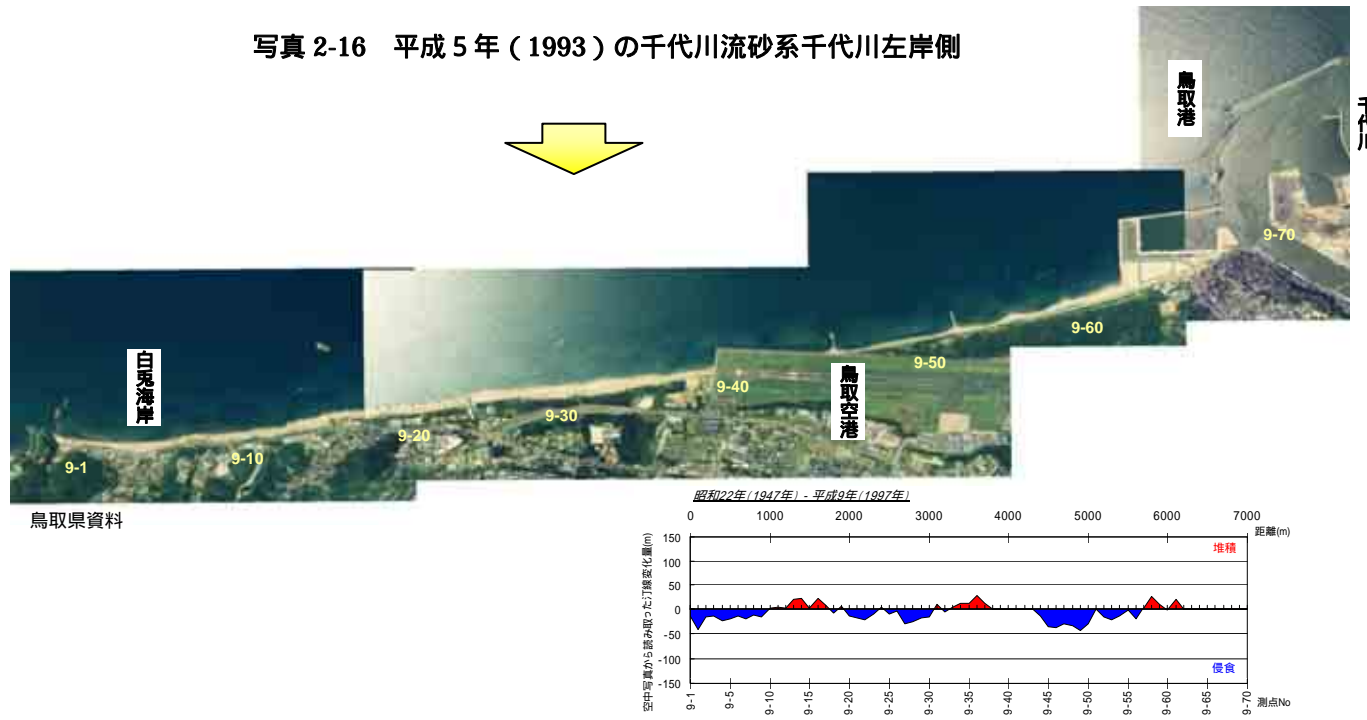 写真 2-16　平成５年（1993）の千代川流砂系千代川左岸側
鳥取港
千代川
白兎海岸
鳥取空港
9-1
9-10
9-20
9-30
9-40
9-50
9-60
9-70
鳥取県資料
昭和22年(1947年) - 平成9年(1997年)
0 1000 2000 3000 4000 5000 6000 7000
距離(m)
空中写真から読み取った汀線変化量(m)
150
100
50
0
-50
-100
-150
堆積
侵食
9-1 9-5 9-10 9-15 9-20 9-25 9-30 9-35 9-40 9-45 9-50 9-55 9-60 9-65 9-70
測点No